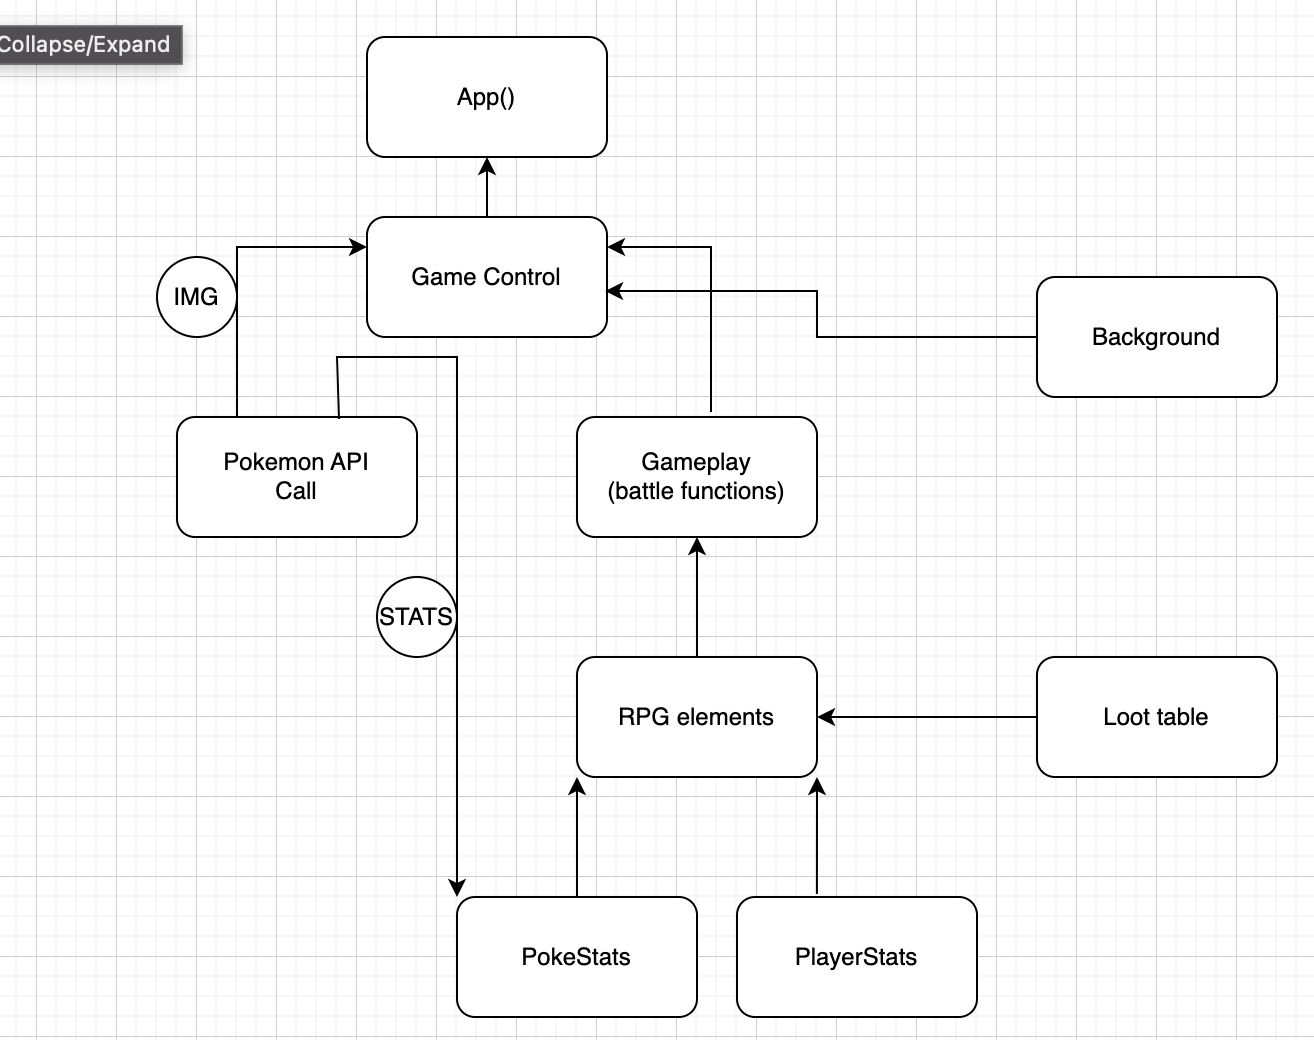 Collapse/Expand
App()
Game Control
IMG
Background
Pokemon API
Call
Gameplay
(battle functions)
STATS
RPG elements
Loot table
PokeStats
PlayerStats